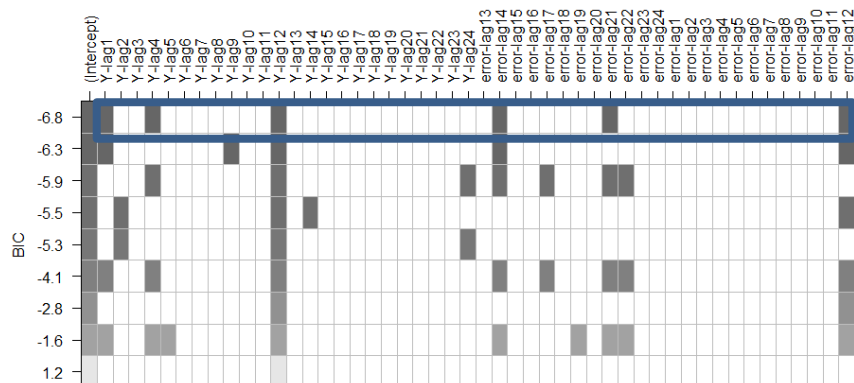 (Intercept)
Y-lag1
Y-lag2
Y-lag3
Y-lag4
Y-lag5
Y-lag6
Y-lag7
Y-lag8
Y-lag9
Y-lag10
Y-lag11
Y-lag12
Y-lag13
Y-lag14
Y-lag15
Y-lag16
Y-lag17
Y-lag18
Y-lag19
Y-lag20
Y-lag21
Y-lag22
Y-lag23
Y-lag24
error-lag13
error-lag14
error-lag15
error-lag16
error-lag17
error-lag18
error-lag19
error-lag20
error-lag21
error-lag22
error-lag23
error-lag24
error-lag1
error-lag2
error-lag3
error-lag4
error-lag5
error-lag6
error-lag7
error-lag8
error-lag9
error-lag10
error-lag11
error-lag12
BIC
-6.8
-6.3
-5.9
-5.5
-5.3
-4.1
-2.8
-1.6
1.2